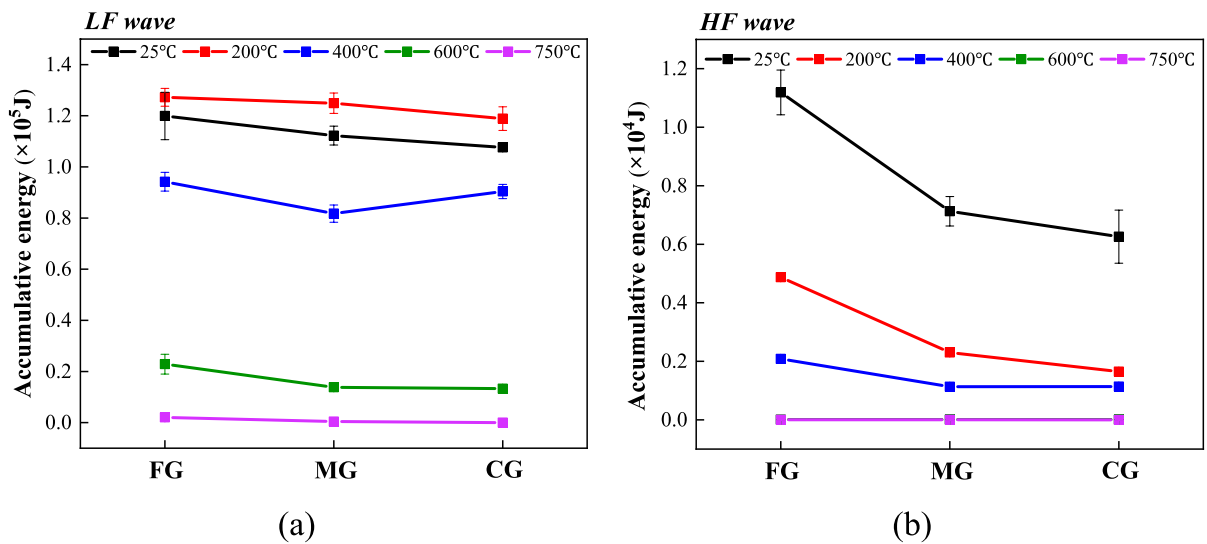 LF wave
25℃ 200℃ 400℃ 600℃ 750℃
Accumulative energy (×10⁵J)
1.4
1.2
1.0
0.8
0.6
0.4
0.2
0.0
FG MG CG
(a)
HF wave
25℃ 200℃ 400℃ 600℃ 750℃
Accumulative energy (×10⁴J)
1.2
1.0
0.8
0.6
0.4
0.2
0.0
FG MG CG
(b)